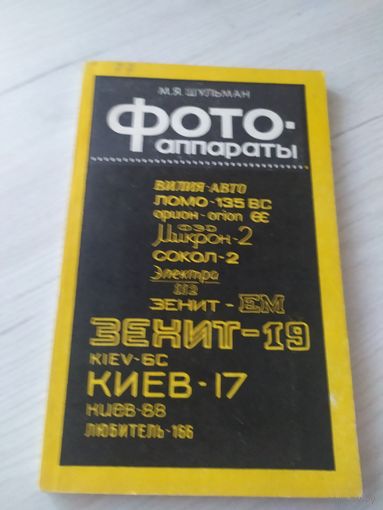 М.Я. ШУЛЬМАН
ФОТО-
аппараты
ВИЛИЯ-АВТО
ЛОМО-135 ВС
орион-orion ЕЕ
ФЭД
Микрон-2
СОКОЛ-2
Электра
112
ЗЕНИТ-ЕМ
ЗЕНИТ-19
KIEV-6C
КИЕВ-17
КИЕВ-88
ЛЮБИТЕЛЬ-166